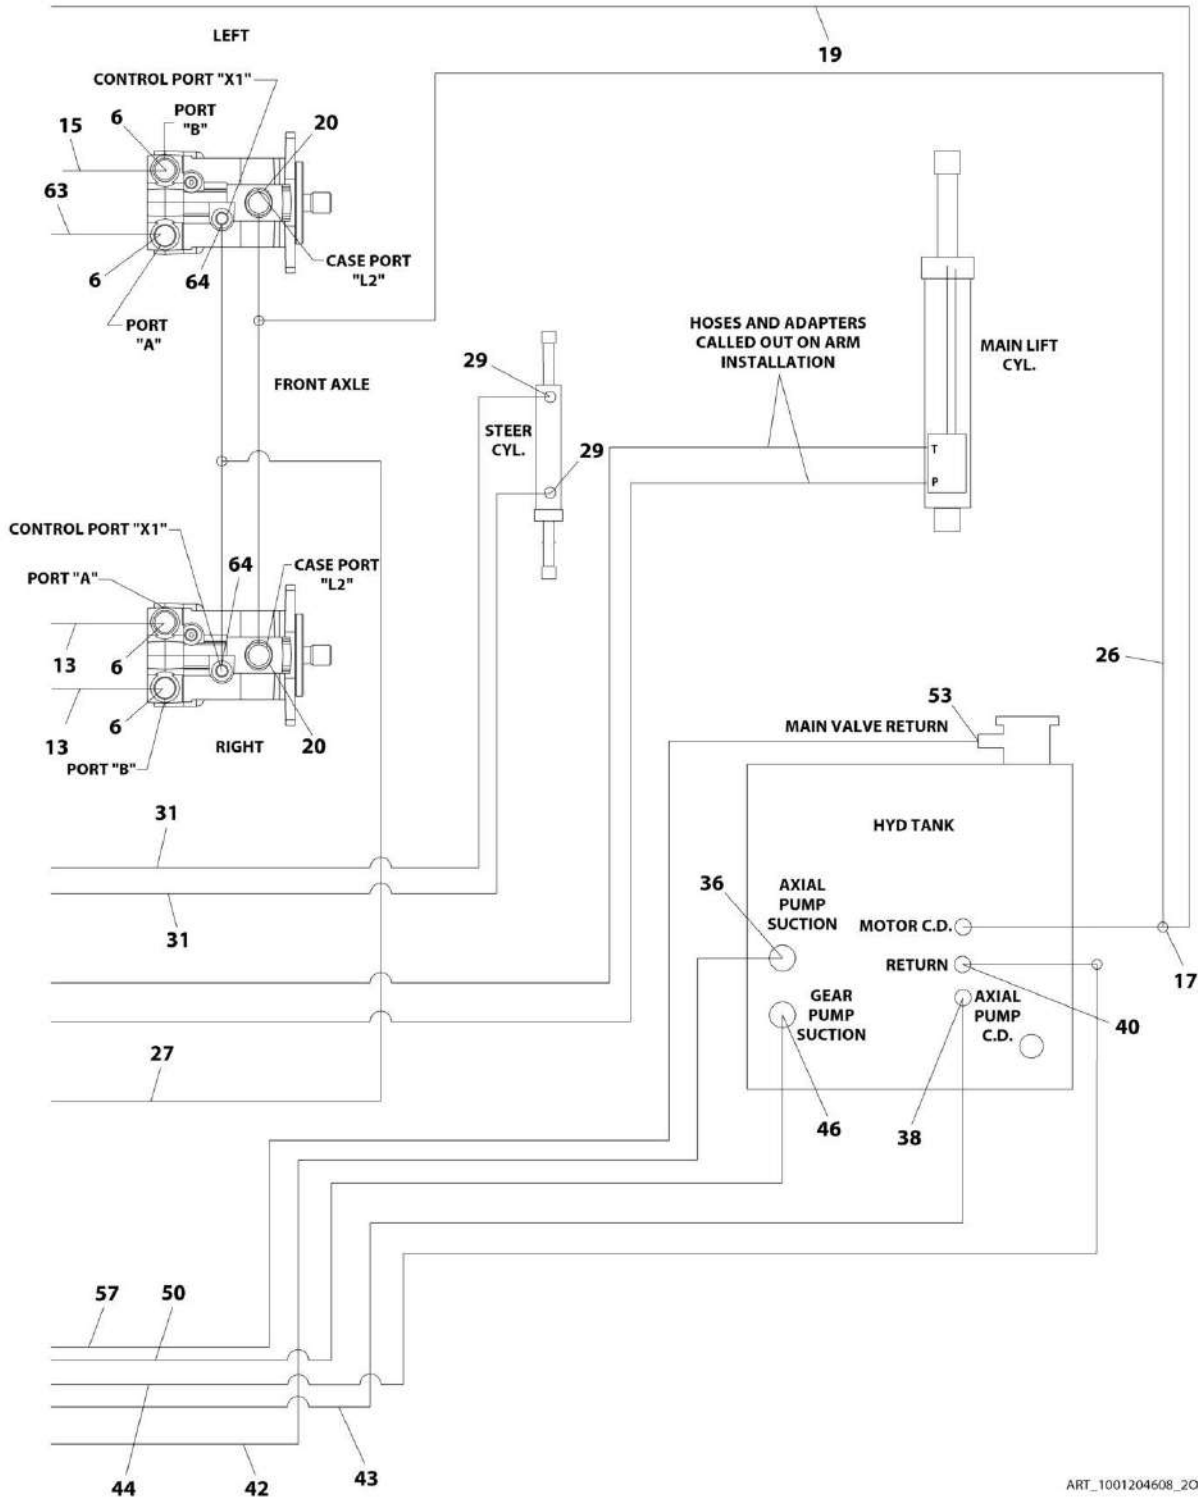 19
LEFT
CONTROL PORT "X1"
6
PORT
"B"
20
15
63
6
64
CASE PORT
"L2"
PORT
"A"
HOSES AND ADAPTERS
CALLED OUT ON ARM
INSTALLATION
MAIN LIFT
CYL.
29
FRONT AXLE
STEER
CYL.
29
T
P
CONTROL PORT "X1"
64
CASE PORT
"L2"
PORT "A"
13
6
26
6
13
RIGHT
20
PORT "B"
53
MAIN VALVE RETURN
31
HYD TANK
36
AXIAL
PUMP
SUCTION
MOTOR C.D.
31
RETURN
17
GEAR
PUMP
SUCTION
AXIAL
PUMP
C.D.
40
27
46
38
57
50
44
42
43
ART_1001204608_2O